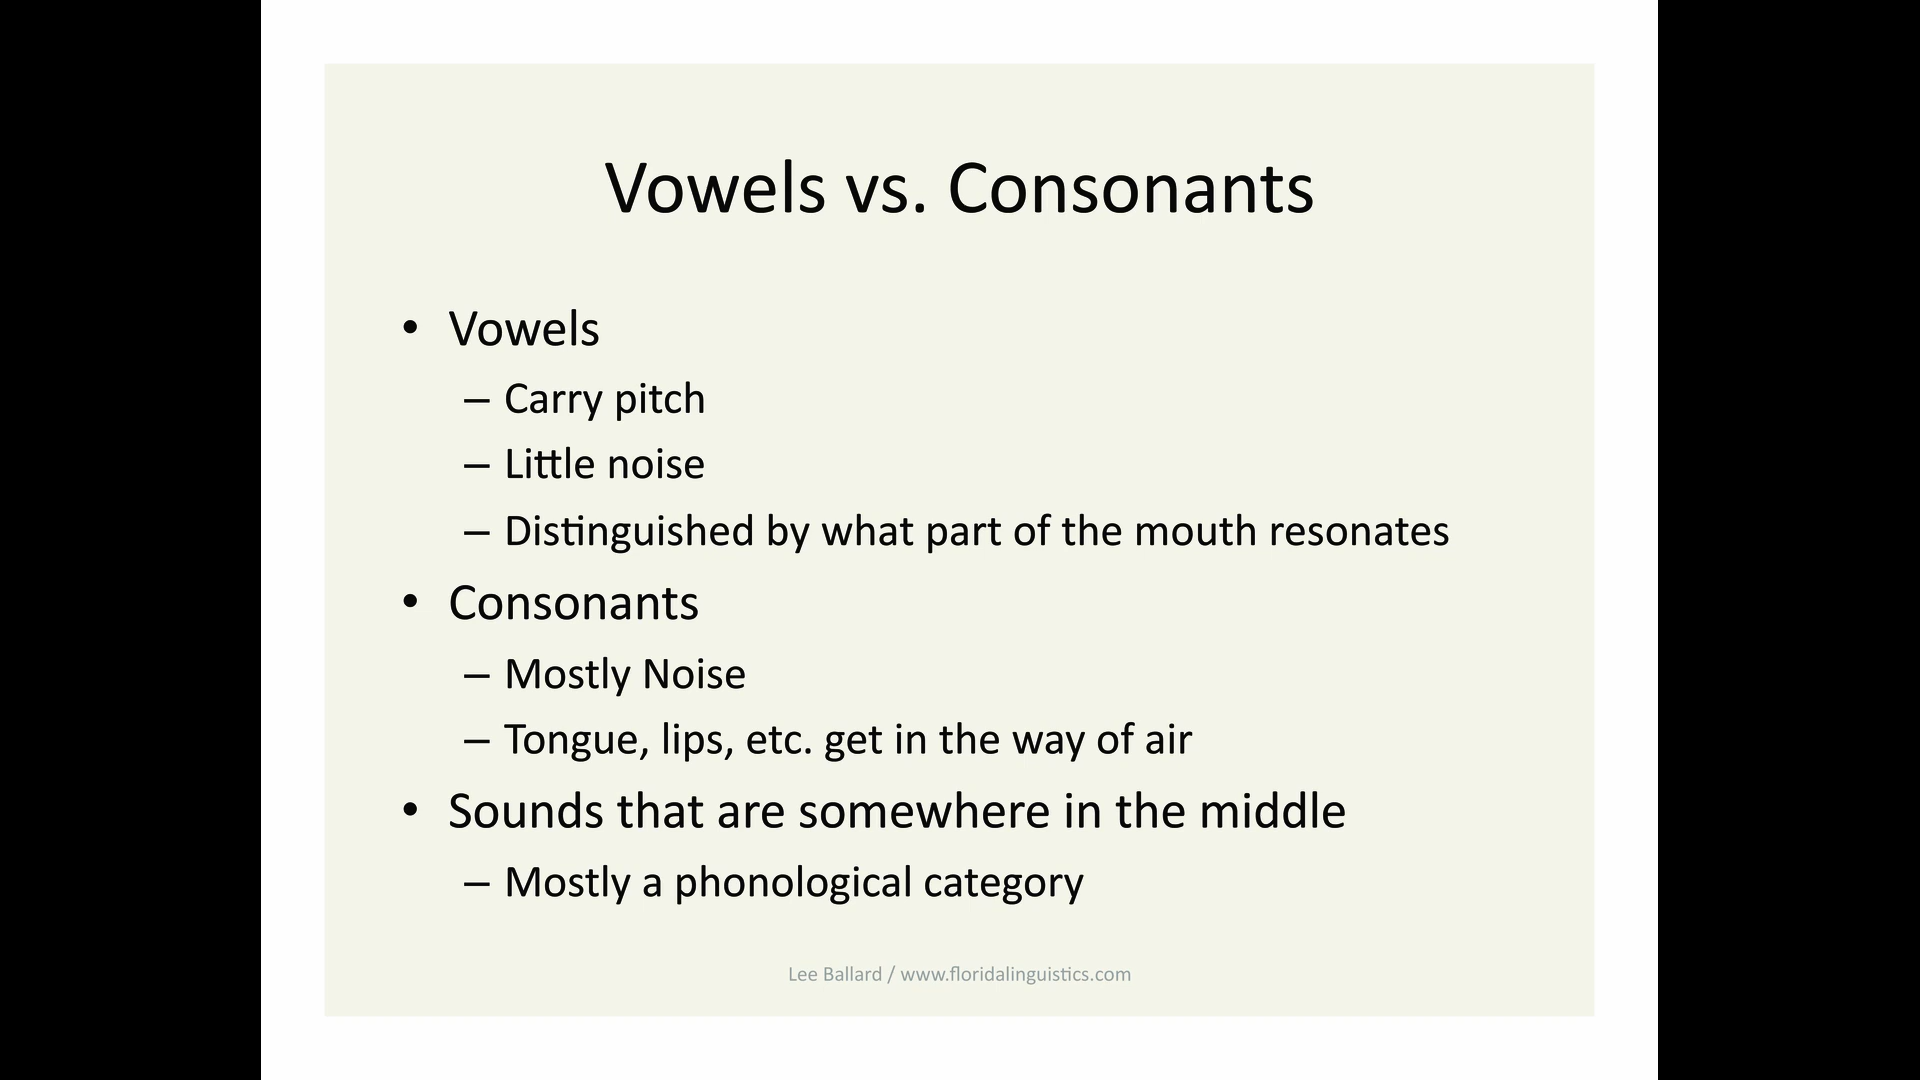 Vowels vs. Consonants
• Vowels
– Carry pitch
– Little noise
– Distinguished by what part of the mouth resonates
• Consonants
– Mostly Noise
– Tongue, lips, etc. get in the way of air
• Sounds that are somewhere in the middle
– Mostly a phonological category
Lee Ballard / www.floridalinguistics.com